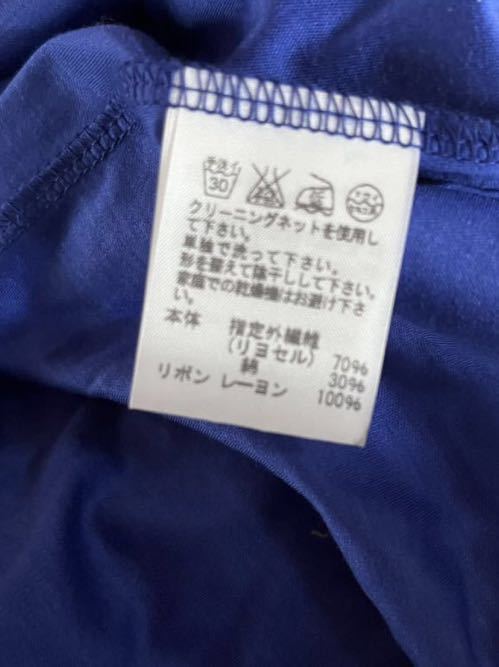 手洗イ
30
クリーニングネットを使用し
て下さい。
単独で洗って下さい。
形を整えて陰干しして下さい。
家庭での乾燥機はお避け下さ
い。
本体 指定外繊維
(リヨセル) 70%
綿 30%
リボン レーヨン 100%